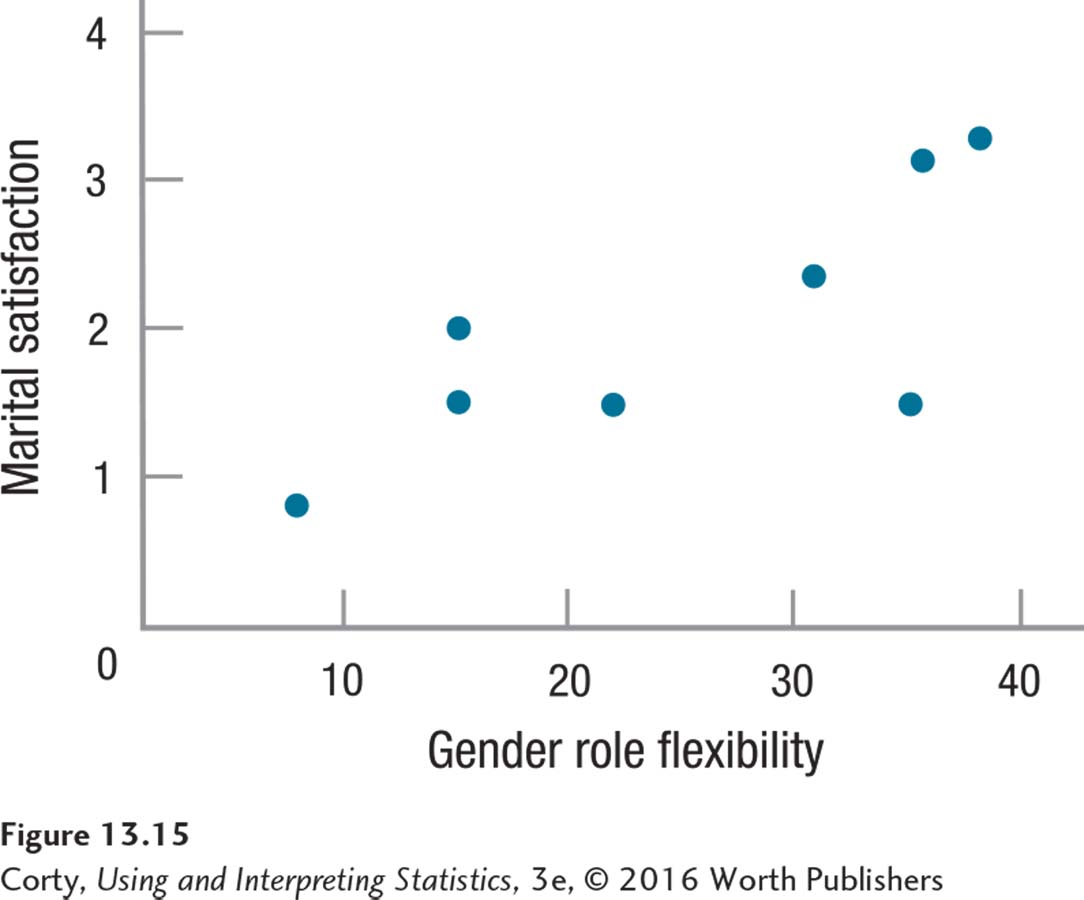 4
3
2
1
0
10 20 30 40
Marital satisfaction
Gender role flexibility
Figure 13.15
Corty, Using and Interpreting Statistics, 3e, © 2016 Worth Publishers